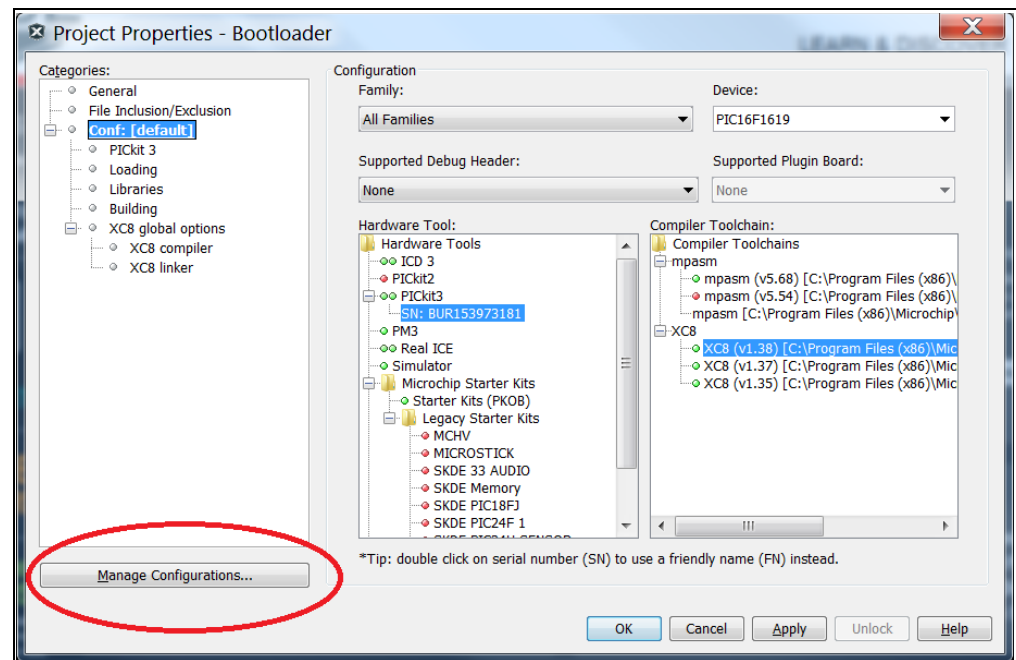 Project Properties - Bootloader
Categories:
General
File Inclusion/Exclusion
Conf: [default]
PICkit 3
Loading
Libraries
Building
XC8 global options
XC8 compiler
XC8 linker
Manage Configurations...
Configuration
Family:
Device:
All Families
PIC16F1619
Supported Debug Header:
Supported Plugin Board:
None
None
Hardware Tool:
Hardware Tools
ICD 3
PICkit2
PICkit3
SN: BUR153973181
PM3
Real ICE
Simulator
Microchip Starter Kits
Starter Kits (PKOB)
Legacy Starter Kits
MCHV
MICROSTICK
SKDE 33 AUDIO
SKDE Memory
SKDE PIC18FJ
SKDE PIC24F 1
Compiler Toolchain:
Compiler Toolchains
mpasm
mpasm (v5.68) [C:\Program Files (x86)\
mpasm (v5.54) [C:\Program Files (x86)\
mpasm [C:\Program Files (x86)\Microchip\
XC8
XC8 (v1.38) [C:\Program Files (x86)\Mic
XC8 (v1.37) [C:\Program Files (x86)\Mic
XC8 (v1.35) [C:\Program Files (x86)\Mic
*Tip: double click on serial number (SN) to use a friendly name (FN) instead.
OK
Cancel
Apply
Unlock
Help